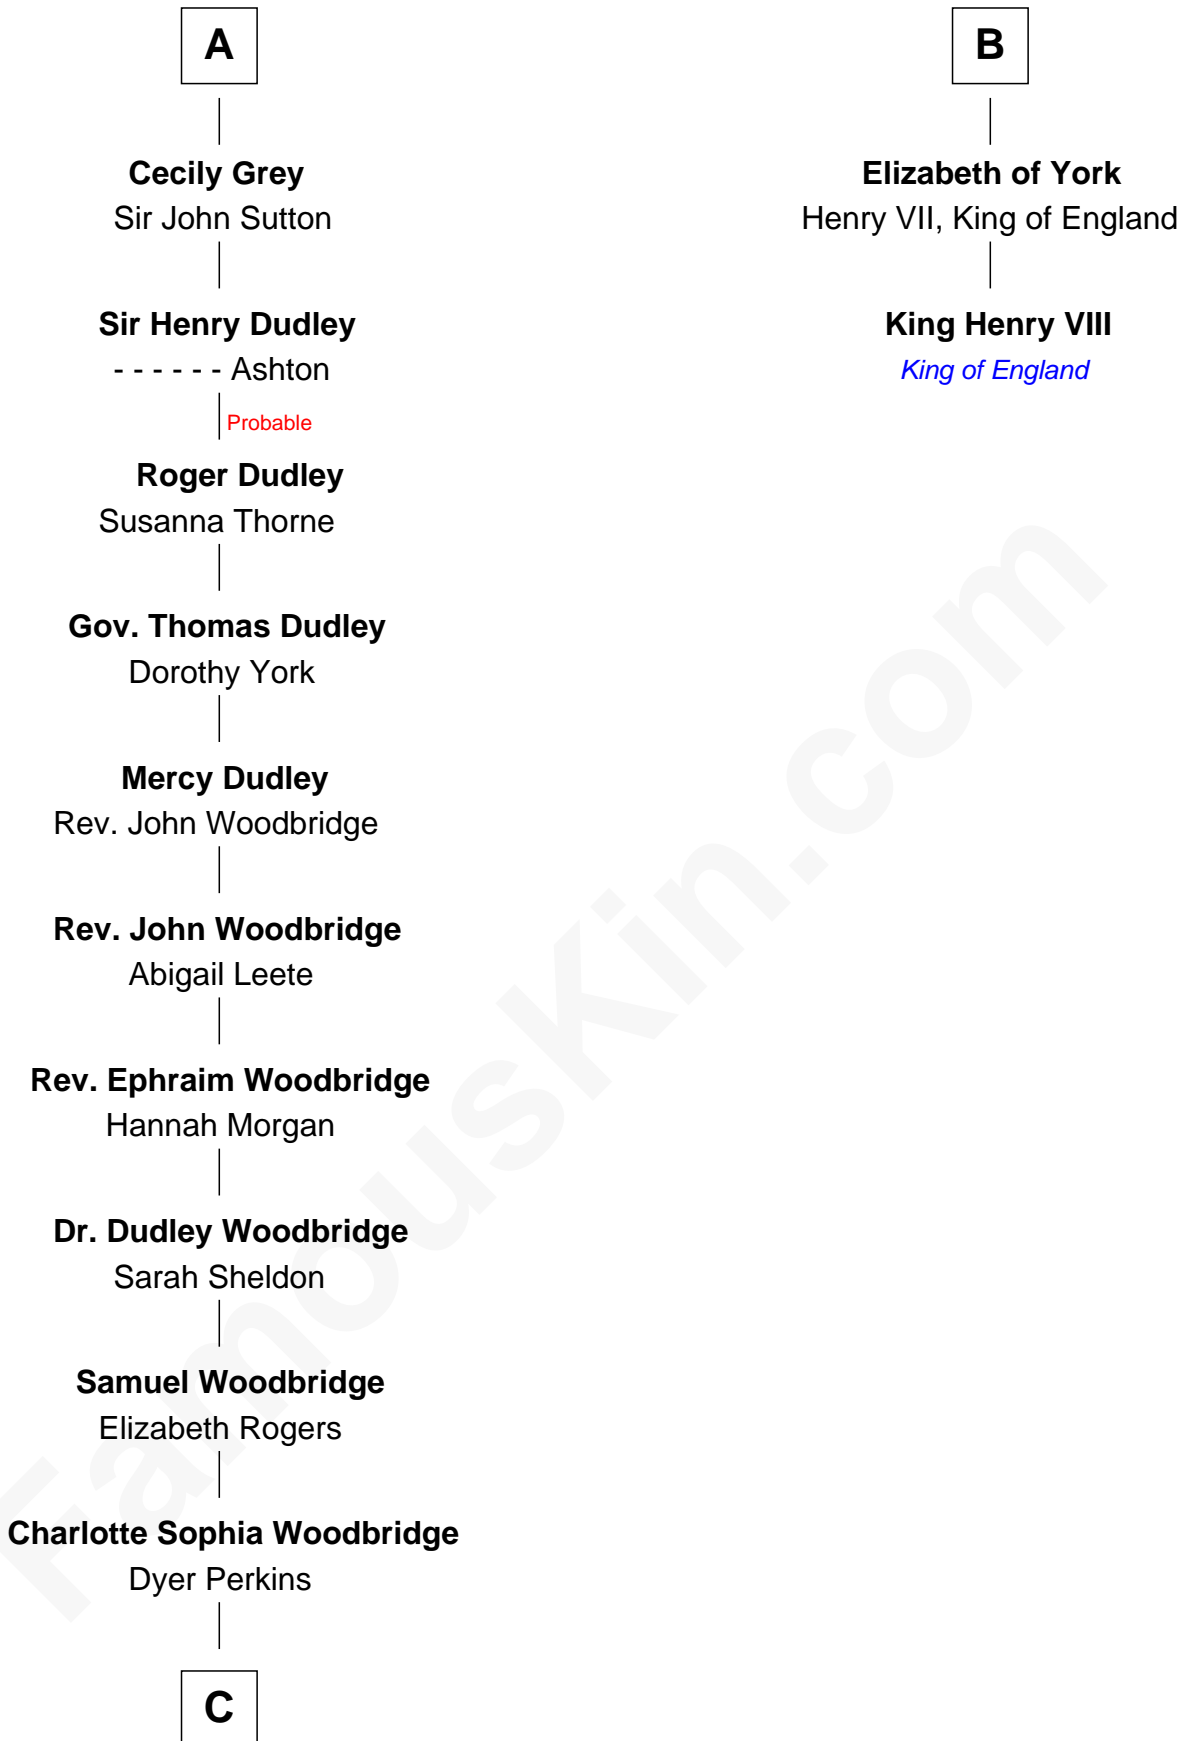 A
Cecily Grey
Sir John Sutton
Sir Henry Dudley
- - - - - - Ashton
Probable
Roger Dudley
Susanna Thorne
Gov. Thomas Dudley
Dorothy York
Mercy Dudley
Rev. John Woodbridge
Rev. John Woodbridge
Abigail Leete
Rev. Ephraim Woodbridge
Hannah Morgan
Dr. Dudley Woodbridge
Sarah Sheldon
Samuel Woodbridge
Elizabeth Rogers
Charlotte Sophia Woodbridge
Dyer Perkins
C
B
Elizabeth of York
Henry VII, King of England
King Henry VIII
King of England
FamousKin.com